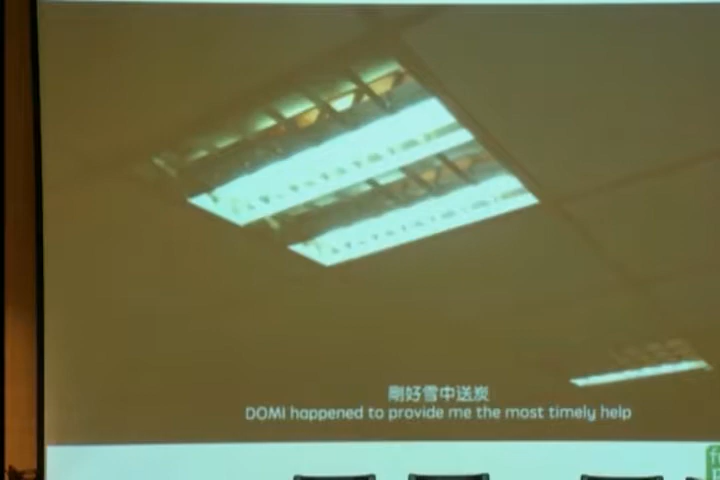 剛好雪中送炭
DOMI happened to provide me the most timely help